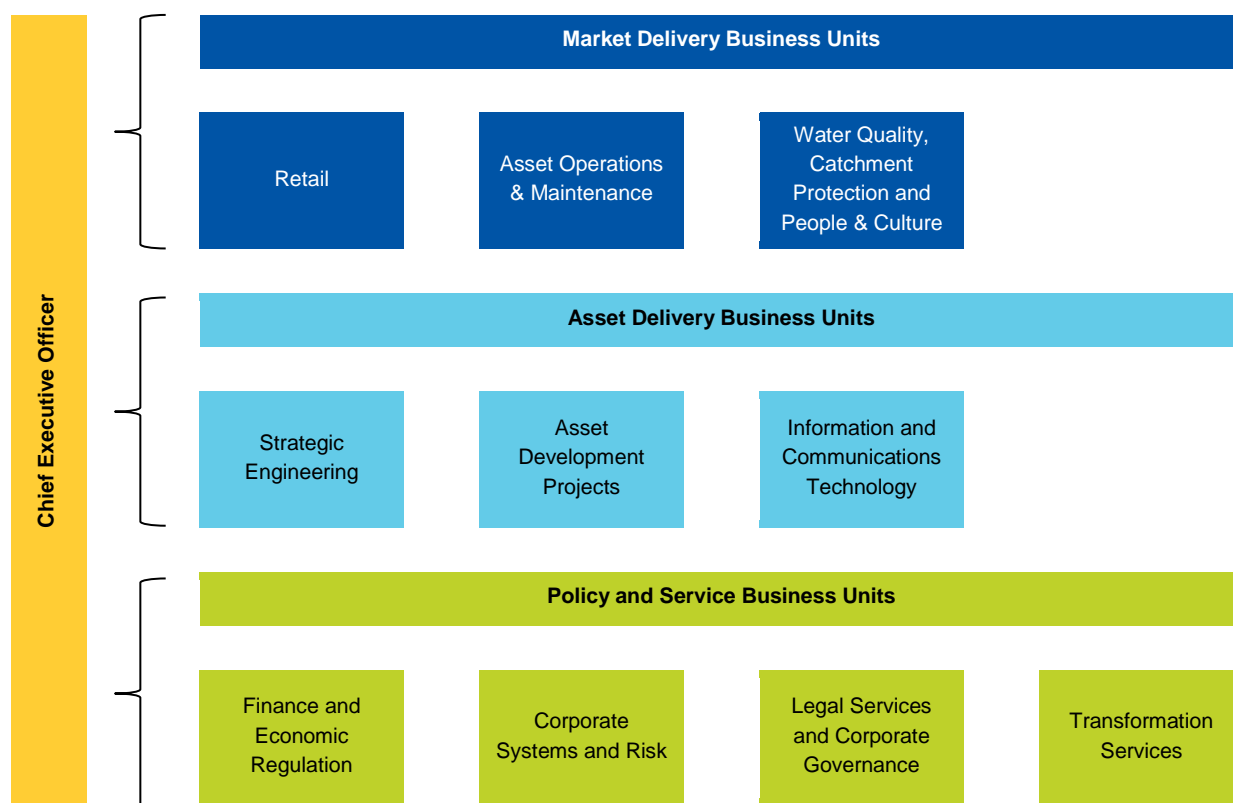 Chief Executive Officer
Market Delivery Business Units
Retail
Asset Operations
& Maintenance
Water Quality,
Catchment
Protection and
People & Culture
Asset Delivery Business Units
Strategic
Engineering
Asset
Development
Projects
Information and
Communications
Technology
Policy and Service Business Units
Finance and
Economic
Regulation
Corporate
Systems and Risk
Legal Services
and Corporate
Governance
Transformation
Services